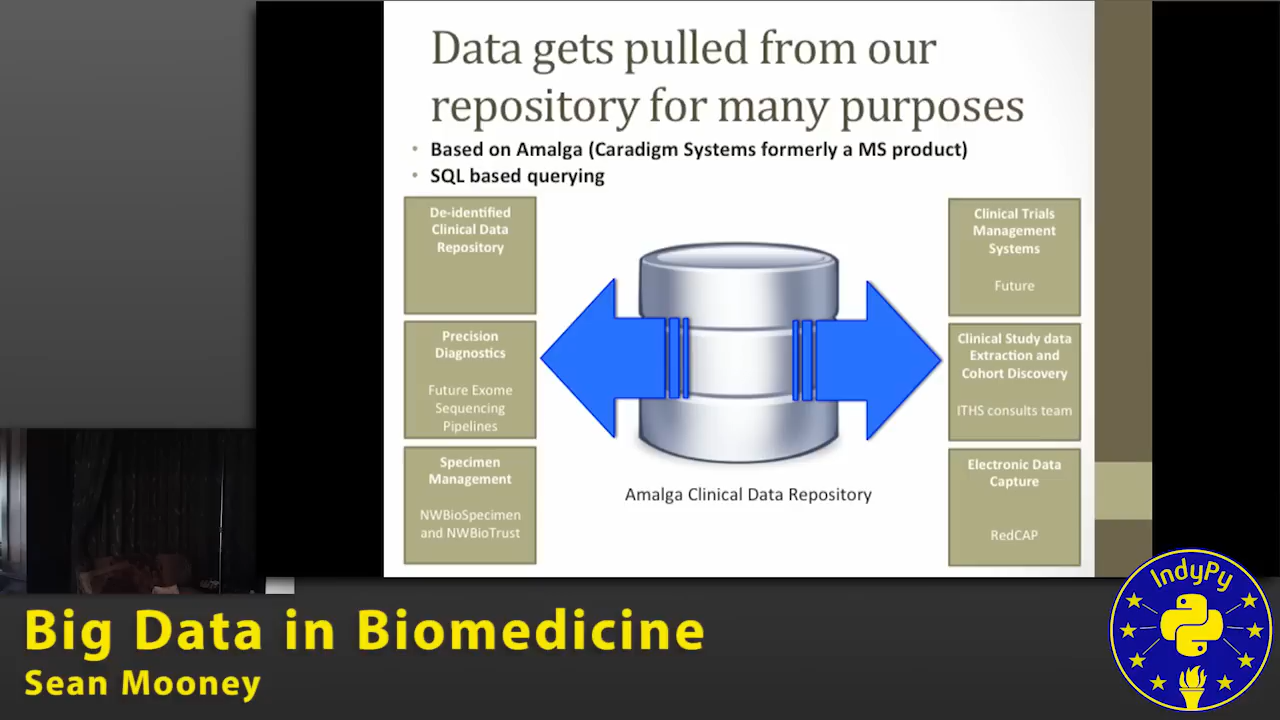 Data gets pulled from our
repository for many purposes
• Based on Amalga (Caradigm Systems formerly a MS product)
• SQL based querying
De-identified
Clinical Data
Repository
Precision
Diagnostics
Future Exome
Sequencing
Pipelines
Specimen
Management
NWBioSpecimen
and NWBioTrust
Amalga Clinical Data Repository
Clinical Trials
Management
Systems
Future
Clinical Study data
Extraction and
Cohort Discovery
ITHS consults team
Electronic Data
Capture
RedCAP
Big Data in Biomedicine
Sean Mooney
IndyPy